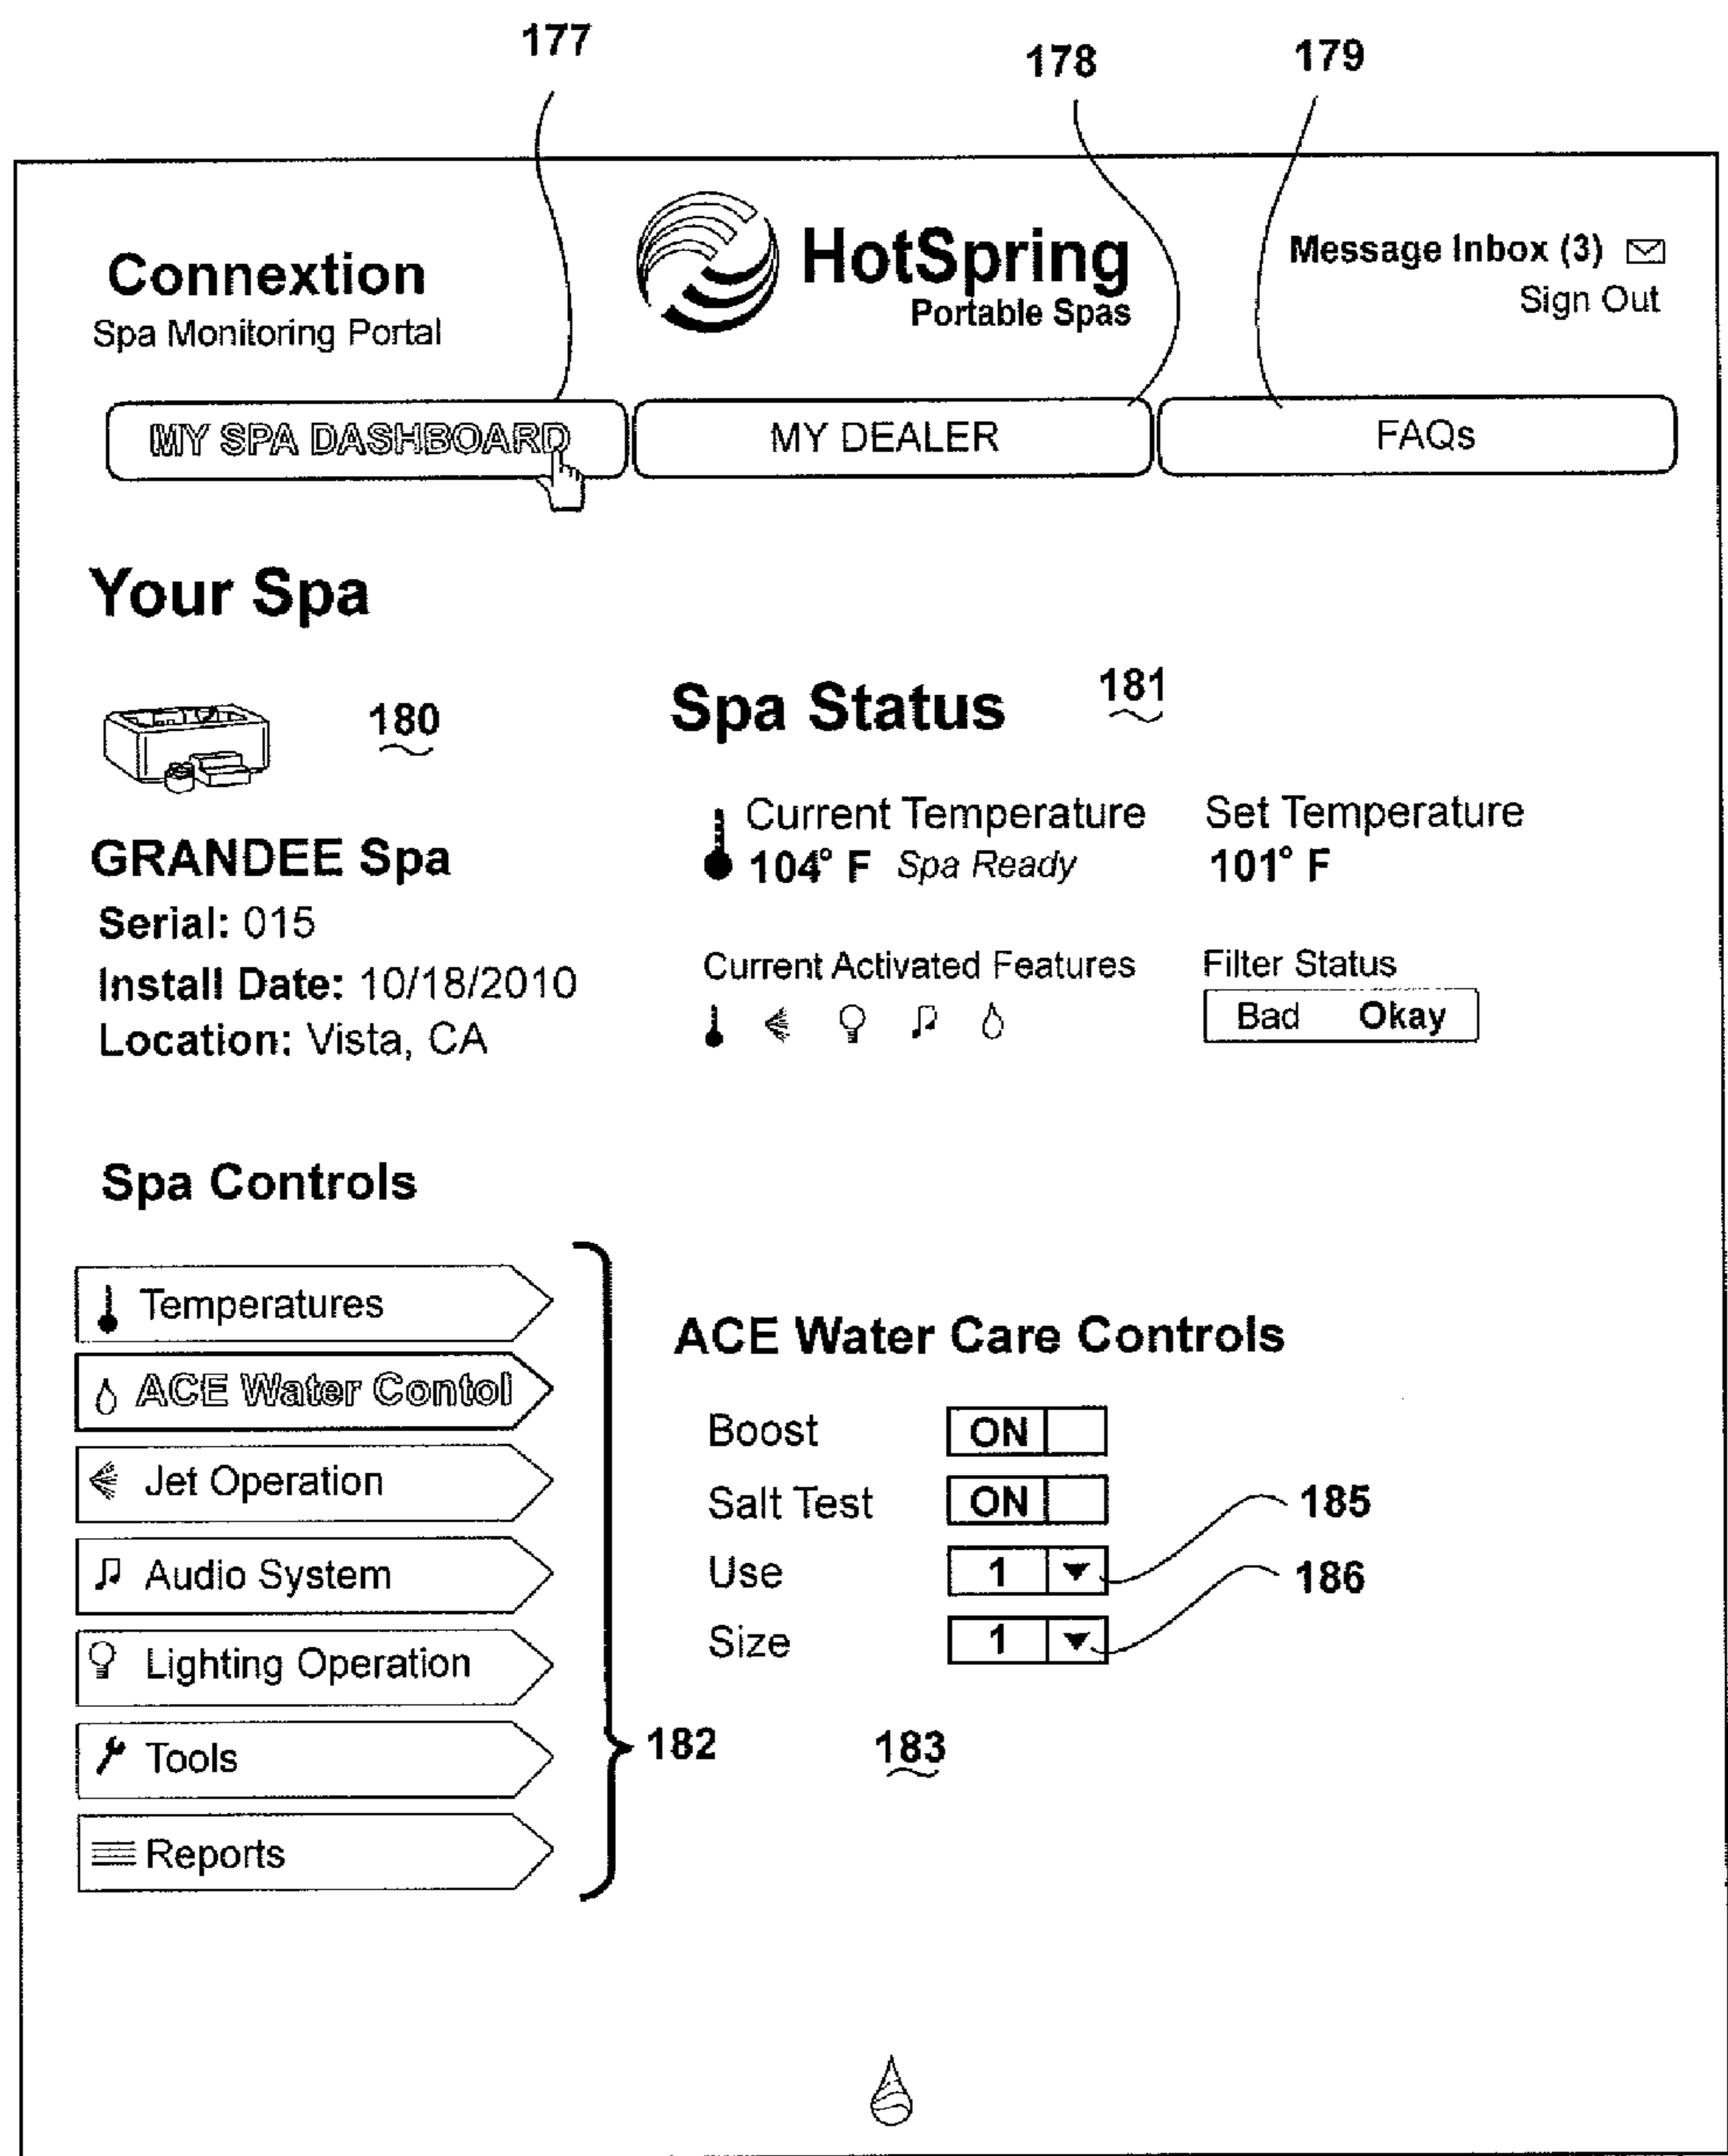 177
178
179
Connextion
Spa Monitoring Portal
HotSpring
Portable Spas
Message Inbox (3)
Sign Out
MY SPA DASHBOARD
MY DEALER
FAQs
Your Spa
180
GRANDEE Spa
Serial: 015
Install Date: 10/18/2010
Location: Vista, CA
Spa Status
181
Current Temperature
104° F Spa Ready
Set Temperature
101° F
Current Activated Features
Filter Status
Bad Okay
Spa Controls
Temperatures
ACE Water Contol
Jet Operation
Audio System
Lighting Operation
Tools
Reports
182
ACE Water Care Controls
Boost ON
Salt Test ON
Use 1
Size 1
185
186
183